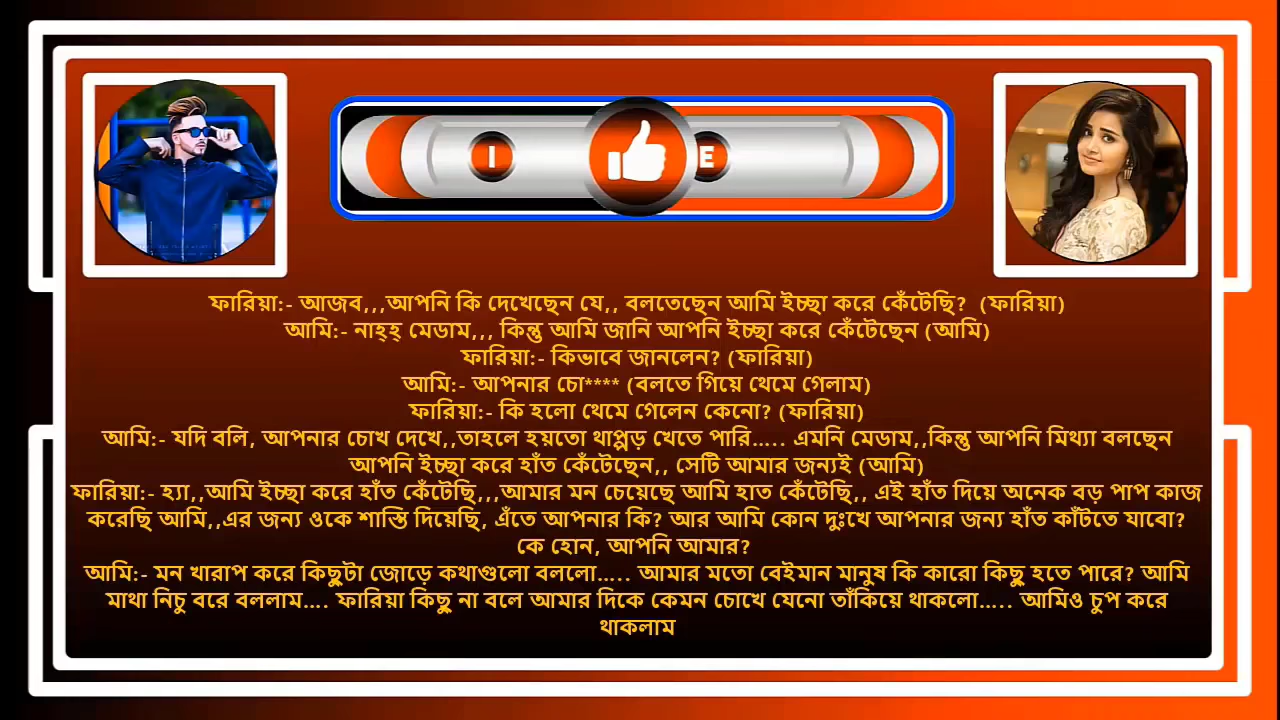 I E
ফারিয়া:- আজব,,,আপনি কি দেখেছেন যে,, বলতেছেন আমি ইচ্ছা করে কেঁটেছি? (ফারিয়া)
আমি:- নাহ্হ্ মেডাম,,, কিন্তু আমি জানি আপনি ইচ্ছা করে কেঁটেছেন (আমি)
ফারিয়া:- কিভাবে জানলেন? (ফারিয়া)
আমি:- আপনার চো**** (বলতে গিয়ে থেমে গেলাম)
ফারিয়া:- কি হলো থেমে গেলেন কেনো? (ফারিয়া)
আমি:- যদি বলি, আপনার চোখ দেখে,,তাহলে হয়তো থাপ্পড় খেতে পারি..... এমনি মেডাম,,কিন্তু আপনি মিথ্যা বলছেন
আপনি ইচ্ছা করে হাঁত কেঁটেছেন,, সেটি আমার জন্যই (আমি)
ফারিয়া:- হ্যা,,আমি ইচ্ছা করে হাঁত কেঁটেছি,,,আমার মন চেয়েছে আমি হাত কেঁটেছি,, এই হাঁত দিয়ে অনেক বড় পাপ কাজ
করেছি আমি,,এর জন্য ওকে শাস্তি দিয়েছি, এঁতে আপনার কি? আর আমি কোন দুঃখে আপনার জন্য হাঁত কাঁটতে যাবো?
কে হোন, আপনি আমার?
আমি:- মন খারাপ করে কিছুটা জোড়ে কথাগুলো বললো..... আমার মতো বেইমান মানুষ কি কারো কিছু হতে পারে? আমি
মাথা নিচু বরে বললাম.... ফারিয়া কিছু না বলে আমার দিকে কেমন চোখে যেনো তাঁকিয়ে থাকলো..... আমিও চুপ করে
থাকলাম